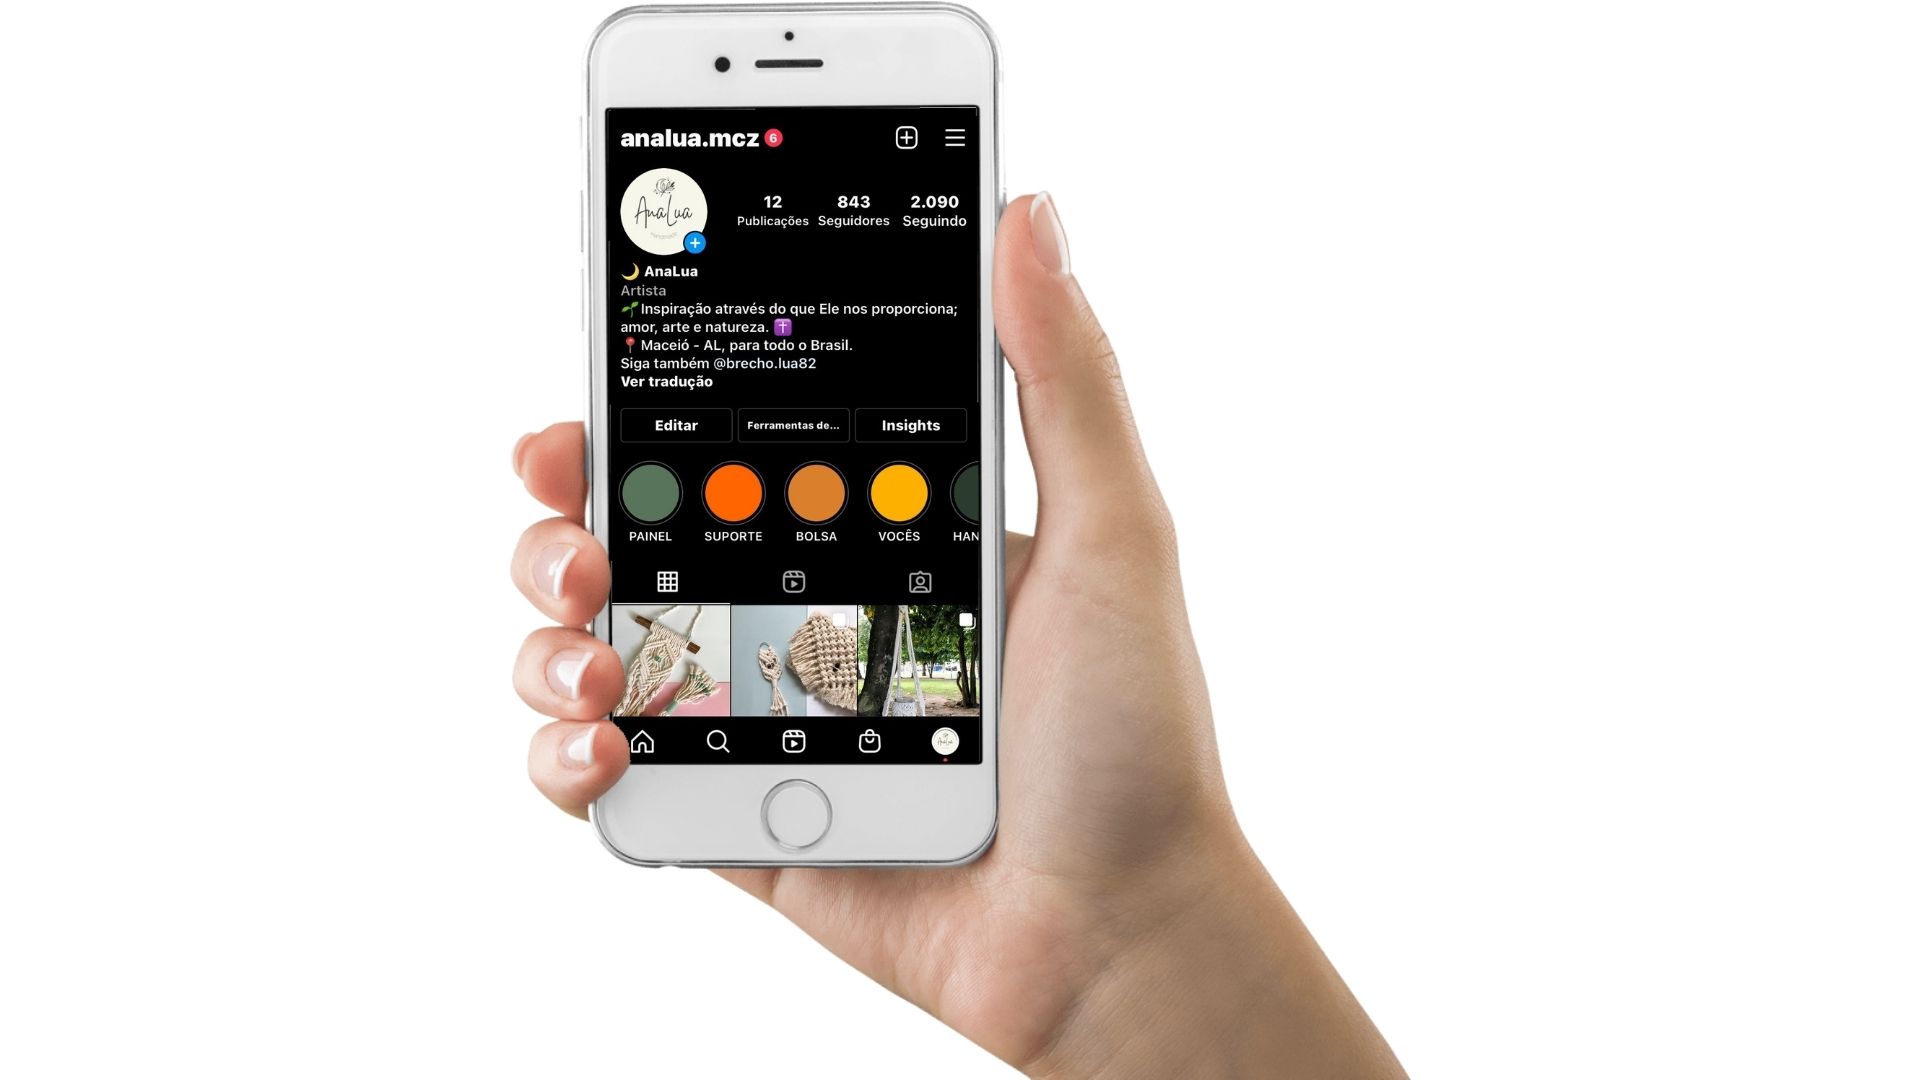 analua.mcz 6
AnaLua
12 843 2.090
Publicações Seguidores Seguindo
🌙 AnaLua
Artista
🌱Inspiração através do que Ele nos proporciona;
amor, arte e natureza. ✝️
📍 Maceió - AL, para todo o Brasil.
Siga também @brecho.lua82
Ver tradução
Editar Ferramentas de... Insights
PAINEL SUPORTE BOLSA VOCÊS HAN